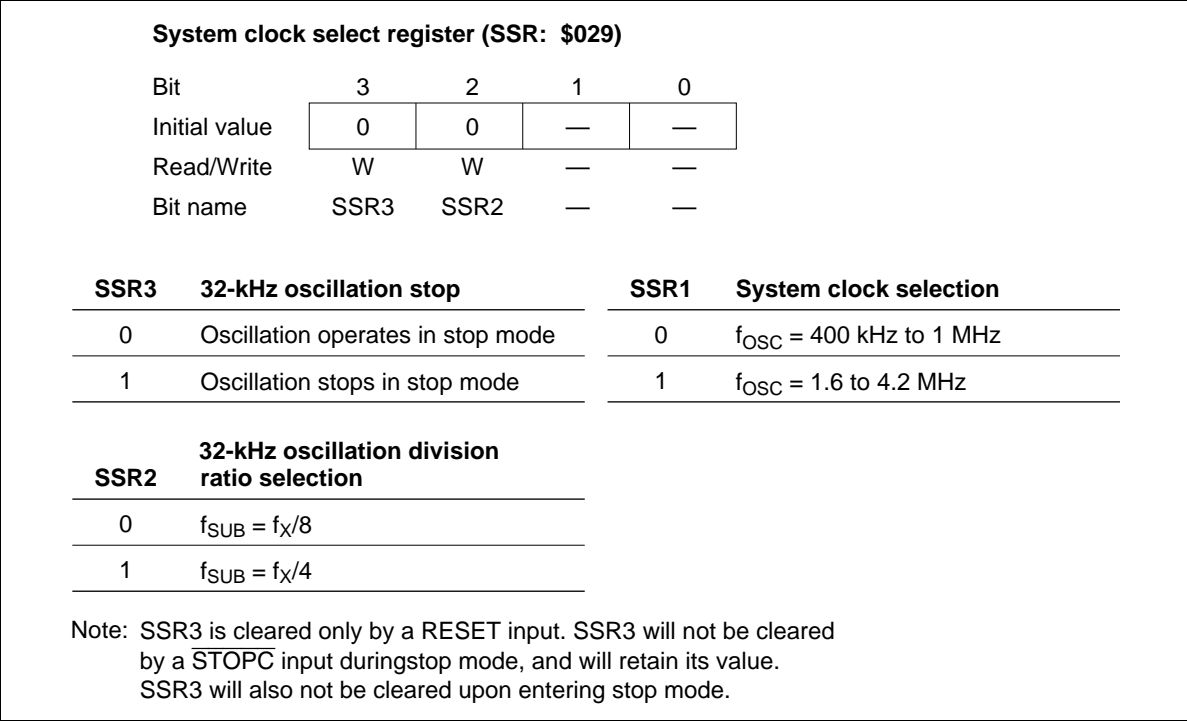 System clock select register (SSR: $029)
Bit 3 2 1 0
Initial value 0 0 — —
Read/Write W W — —
Bit name SSR3 SSR2 — —
SSR3 32-kHz oscillation stop
0 Oscillation operates in stop mode
1 Oscillation stops in stop mode
SSR1 System clock selection
0 fOSC = 400 kHz to 1 MHz
1 fOSC = 1.6 to 4.2 MHz
SSR2 32-kHz oscillation division
ratio selection
0 fSUB = fX/8
1 fSUB = fX/4
Note: SSR3 is cleared only by a RESET input. SSR3 will not be cleared
by a STOPC input duringstop mode, and will retain its value.
SSR3 will also not be cleared upon entering stop mode.